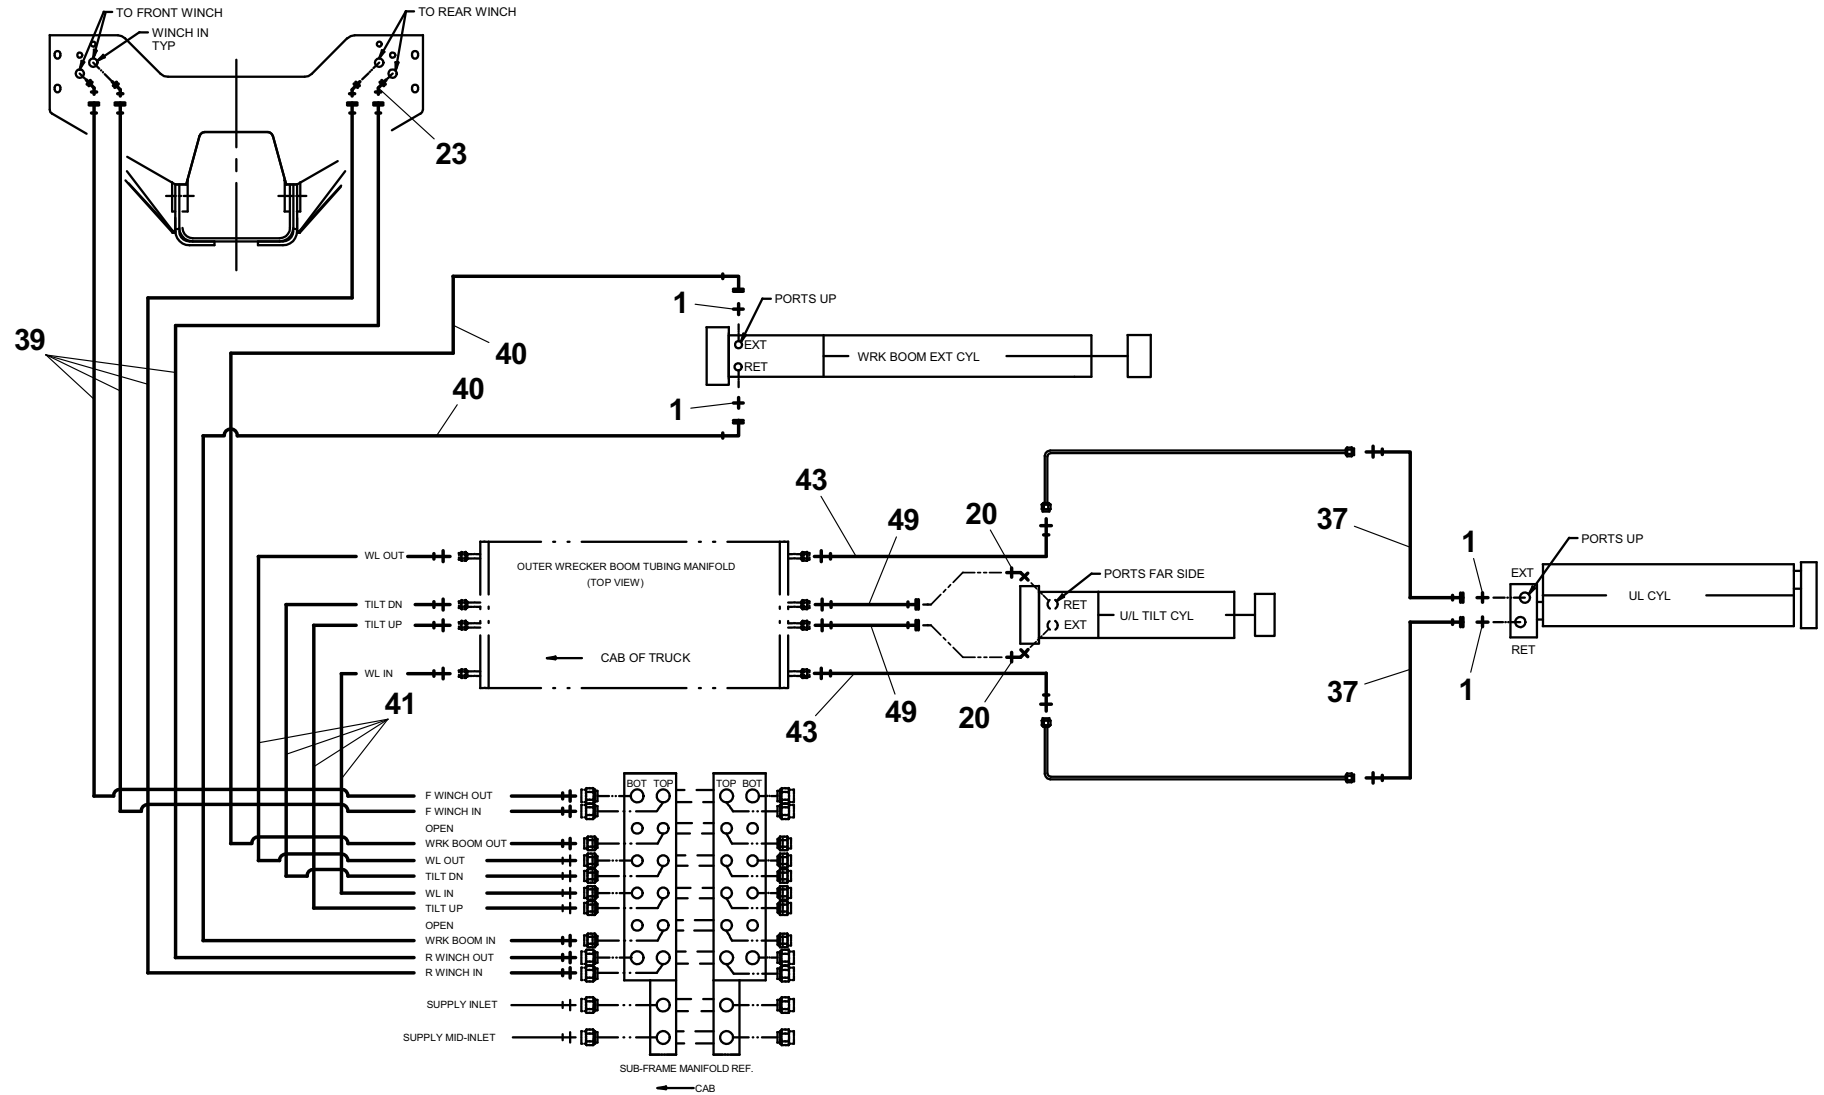 TO FRONT WINCH
WINCH IN
TYP
TO REAR WINCH
23
39
1
PORTS UP
EXT
RET
WRK BOOM EXT CYL
40
40
1
43
49
20
37
1
PORTS UP
EXT
UL CYL
RET
WL OUT
OUTER WRECKER BOOM TUBING MANIFOLD
(TOP VIEW)
PORTS FAR SIDE
TILT DN
RET
U/L TILT CYL
TILT UP
EXT
CAB OF TRUCK
WL IN
41
43
49
20
37
1
BOT TOP
TOP BOT
F WINCH OUT
F WINCH IN
OPEN
WRK BOOM OUT
WL OUT
TILT DN
WL IN
TILT UP
OPEN
WRK BOOM IN
R WINCH OUT
R WINCH IN
SUPPLY INLET
SUPPLY MID-INLET
SUB-FRAME MANIFOLD REF.
CAB